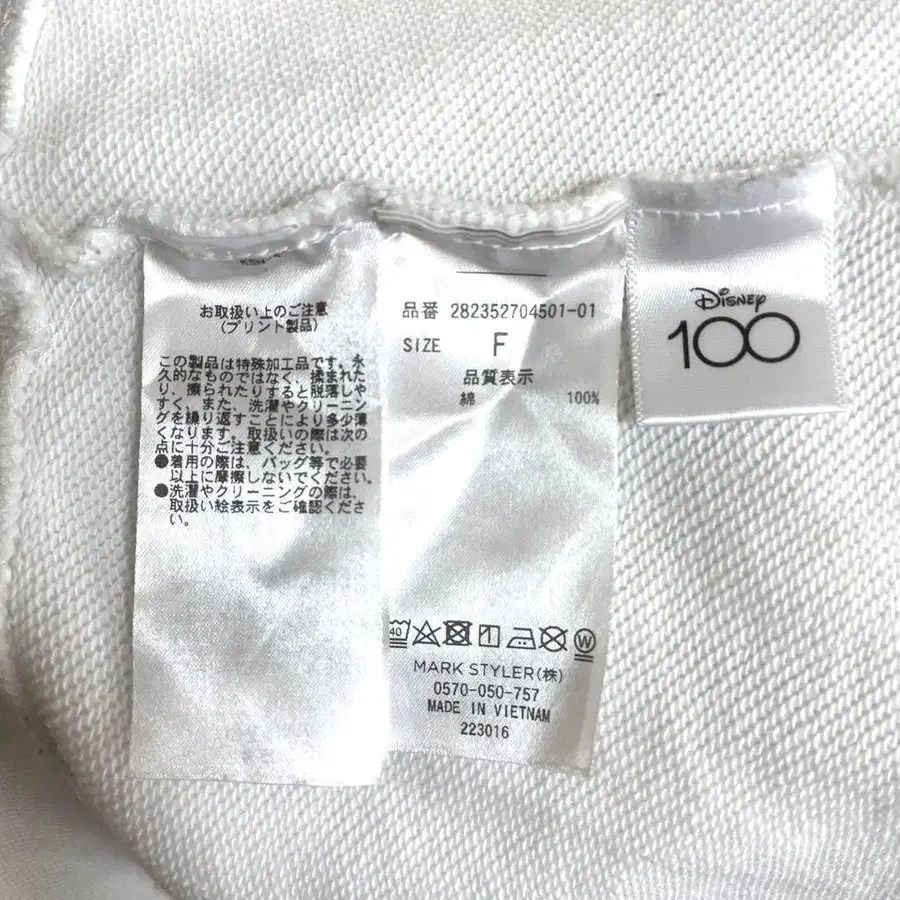 お取扱い上のご注意
(プリント製品)
この製品は特殊加工品です。永
久的なものではなく、揉まれた
り、擦られたりすると脱落しや
すく、また、洗濯やクリーニン
グを繰り返すことにより多少薄
くなります。取扱いの際は次の
点に十分ご注意ください。
●着用の際は、バッグ等で必要
以上に摩擦しないでください。
●洗濯やクリーニングの際は、
取扱い絵表示をご確認くださ
い。
品番 282352704501-01
SIZE F
品質表示
綿 100%
40
W
MARK STYLER(株)
0570-050-757
MADE IN VIETNAM
223016
Disney
100